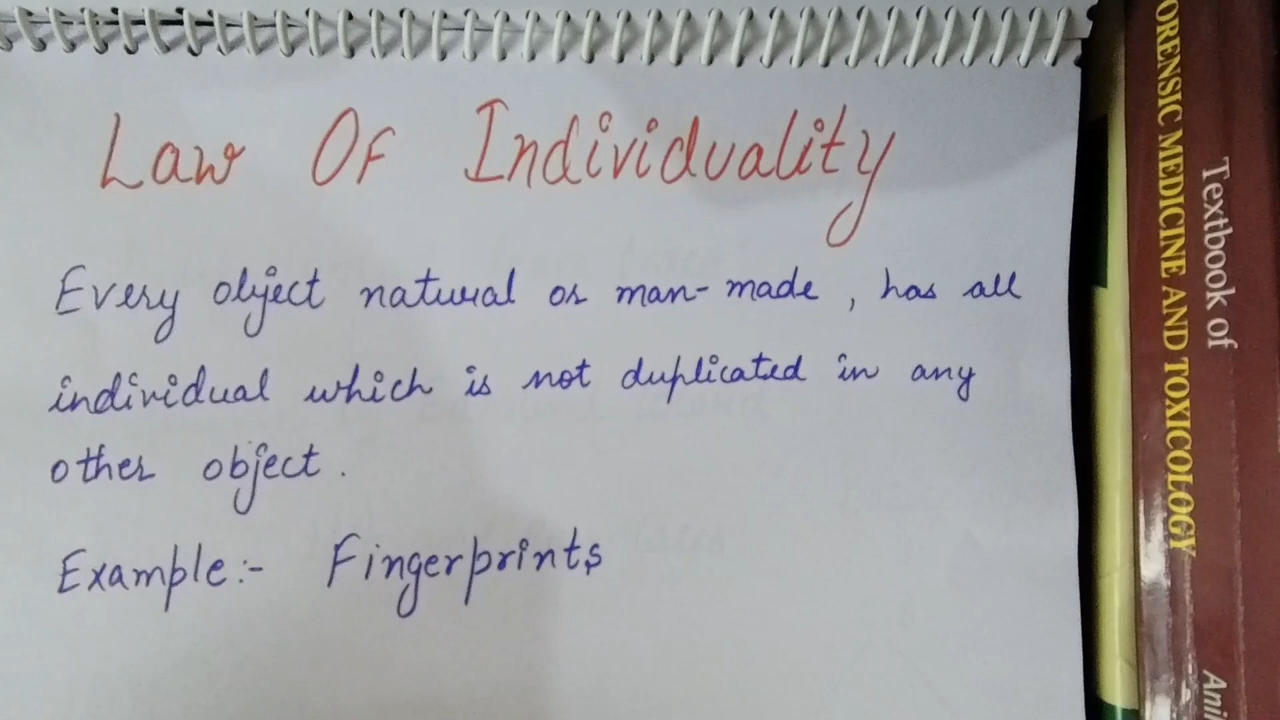 Law Of Individuality
Every object natural or man-made, has all
individual which is not duplicated in any
other object.
Example:- Fingerprints
Textbook of
ORENSIC MEDICINE AND TOXICOLOGY
Ani